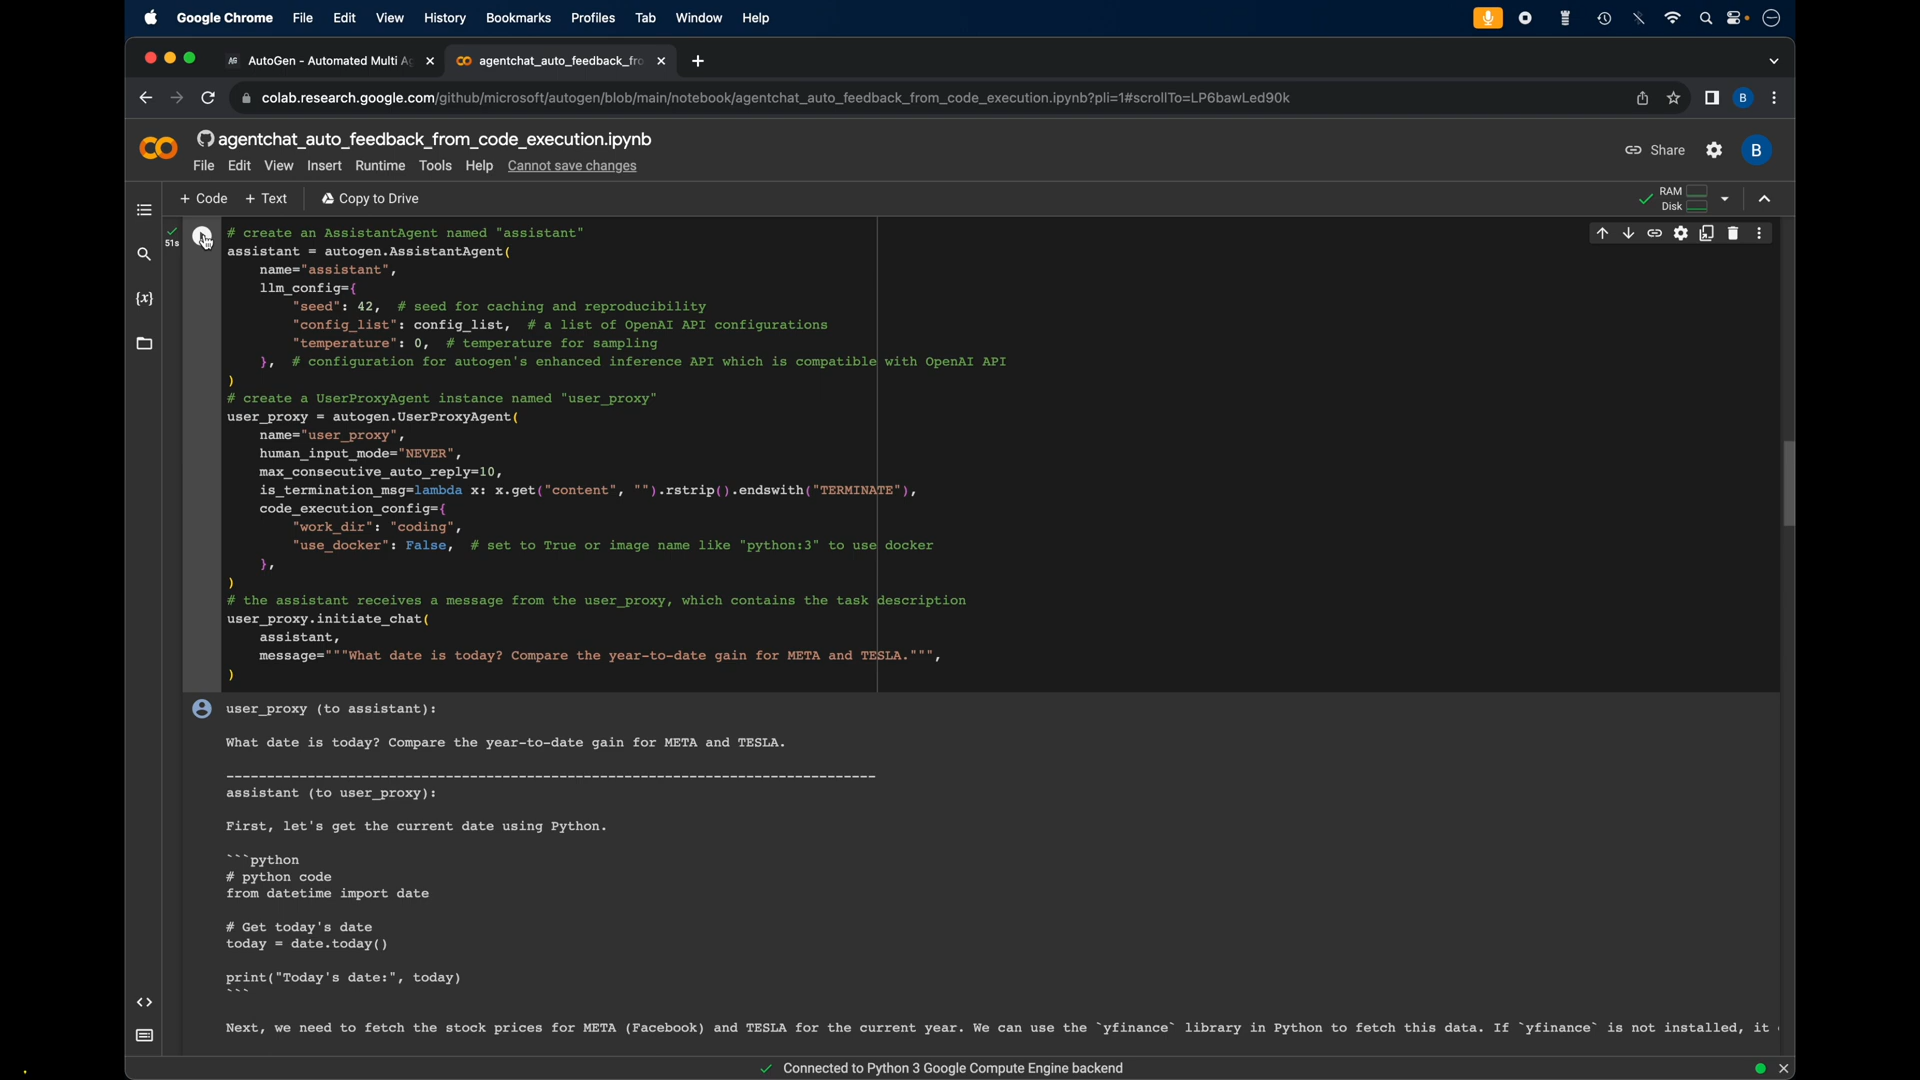 Google Chrome File Edit View History Bookmarks Profiles Tab Window Help
AutoGen - Automated Multi A agentchat_auto_feedback_fro
colab.research.google.com/github/microsoft/autogen/blob/main/notebook/agentchat_auto_feedback_from_code_execution.ipynb?pli=1#scrollTo=LP6bawLed90k B
agentchat_auto_feedback_from_code_execution.ipynb
File Edit View Insert Runtime Tools Help Cannot save changes
Share B
+ Code + Text Copy to Drive
RAM
Disk
51s
# create an AssistantAgent named "assistant"
assistant = autogen.AssistantAgent(
name="assistant",
llm_config={
"seed": 42, # seed for caching and reproducibility
"config_list": config_list, # a list of OpenAI API configurations
"temperature": 0, # temperature for sampling
}, # configuration for autogen's enhanced inference API which is compatible with OpenAI API
)
# create a UserProxyAgent instance named "user_proxy"
user_proxy = autogen.UserProxyAgent(
name="user_proxy",
human_input_mode="NEVER",
max_consecutive_auto_reply=10,
is_termination_msg=lambda x: x.get("content", "").rstrip().endswith("TERMINATE"),
code_execution_config={
"work_dir": "coding",
"use_docker": False, # set to True or image name like "python:3" to use docker
},
)
# the assistant receives a message from the user_proxy, which contains the task description
user_proxy.initiate_chat(
assistant,
message="""What date is today? Compare the year-to-date gain for META and TESLA.""",
)
user_proxy (to assistant):
What date is today? Compare the year-to-date gain for META and TESLA.
--------------------------------------------------------------------------------
assistant (to user_proxy):
First, let's get the current date using Python.
```python
# python code
from datetime import date
# Get today's date
today = date.today()
print("Today's date:", today)
```
Next, we need to fetch the stock prices for META (Facebook) and TESLA for the current year. We can use the `yfinance` library in Python to fetch this data. If `yfinance` is not installed, it
Connected to Python 3 Google Compute Engine backend